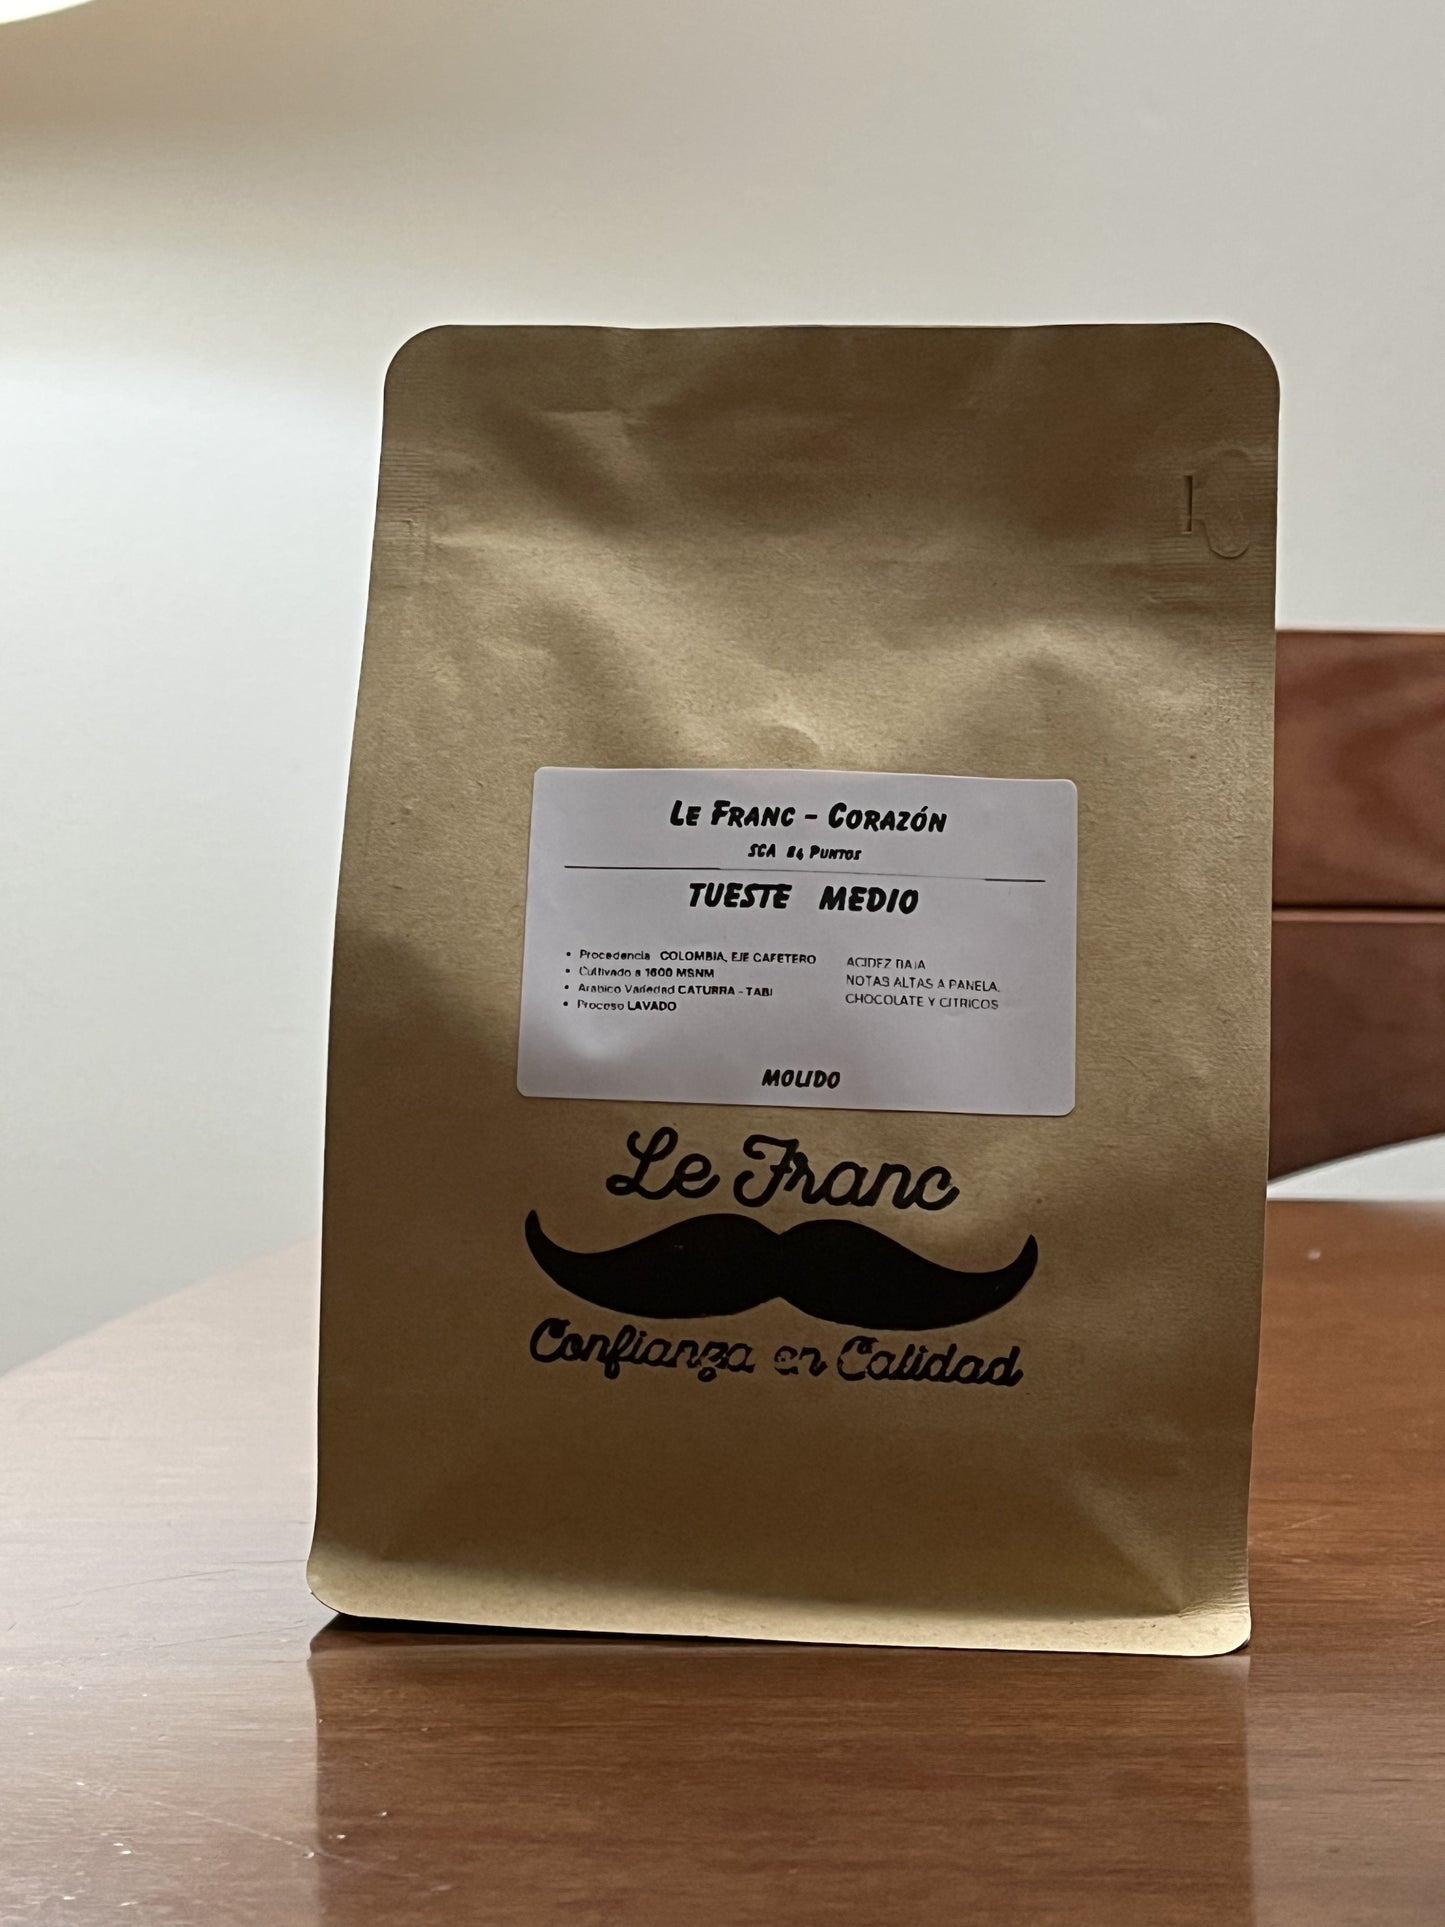 LE FRANC - CORAZÓN
SCA 84 PUNTOS
TUESTE MEDIO
• Procedencia COLOMBIA, EJE CAFETERO
• Cultivado a 1600 MSNM
• Arabico Variedad CATURRA - TABI
• Proceso LAVADO
ACIDEZ BAJA
NOTAS ALTAS A PANELA,
CHOCOLATE Y CITRICOS
MOLIDO
Le Franc
Confianza en Calidad